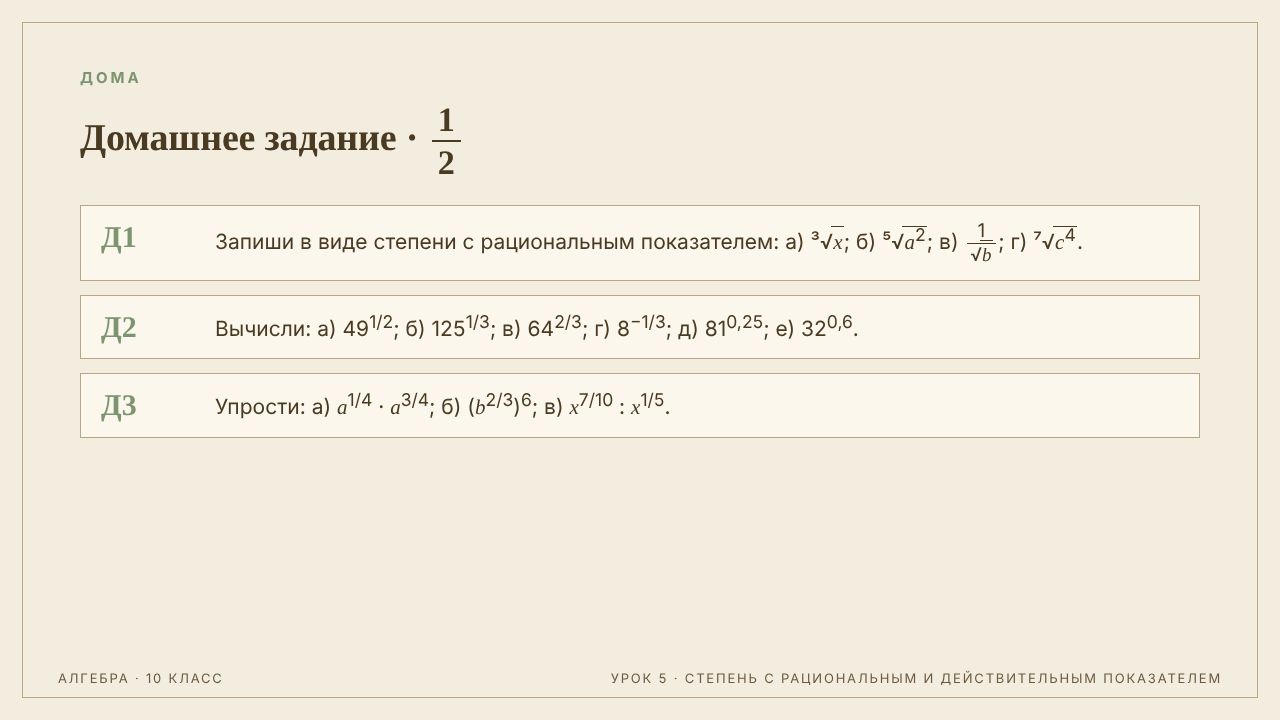 ДОМА
Домашнее задание · 1/2
Д1 Запиши в виде степени с рациональным показателем: а) ³√x; б) ⁵√a²; в) 1/√b; г) ⁷√c⁴.
Д2 Вычисли: а) 49^1/2; б) 125^1/3; в) 64^2/3; г) 8^−1/3; д) 81^0,25; е) 32^0,6.
Д3 Упрости: а) a^1/4 · a^3/4; б) (b^2/3)^6; в) x^7/10 : x^1/5.
АЛГЕБРА · 10 КЛАСС
УРОК 5 · СТЕПЕНЬ С РАЦИОНАЛЬНЫМ И ДЕЙСТВИТЕЛЬНЫМ ПОКАЗАТЕЛЕМ